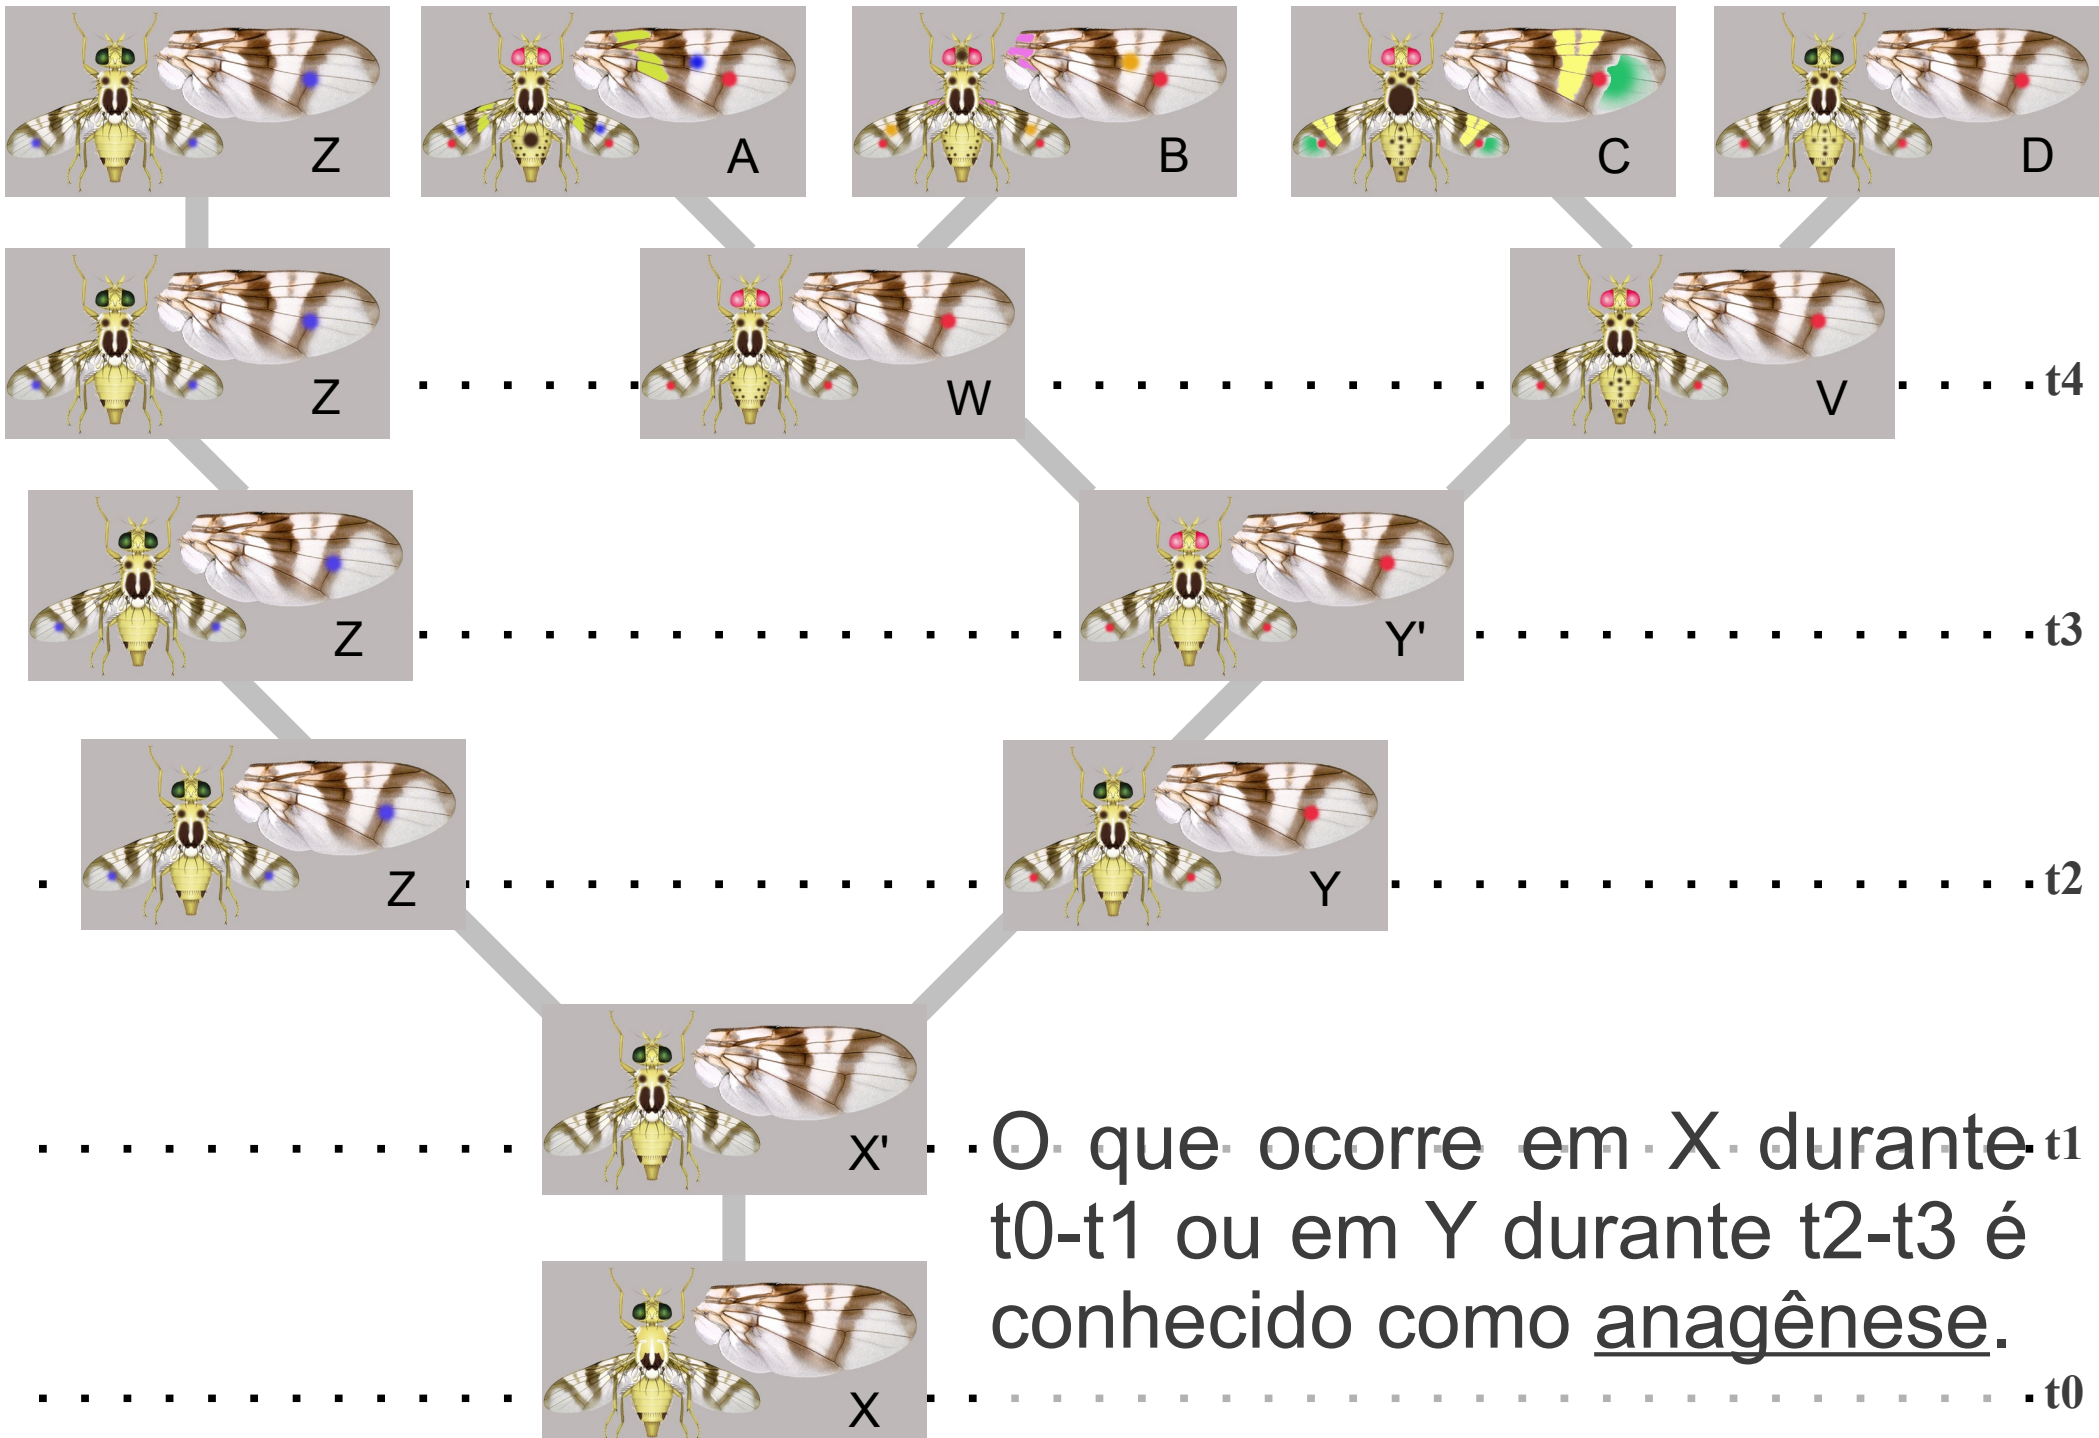 Z
A
B
C
D
Z
W
V
t4
Z
Y'
t3
Z
Y
t2
X'
O que ocorre em X durante
t1
t0-t1 ou em Y durante t2-t3 é
conhecido como anagênese.
X
t0